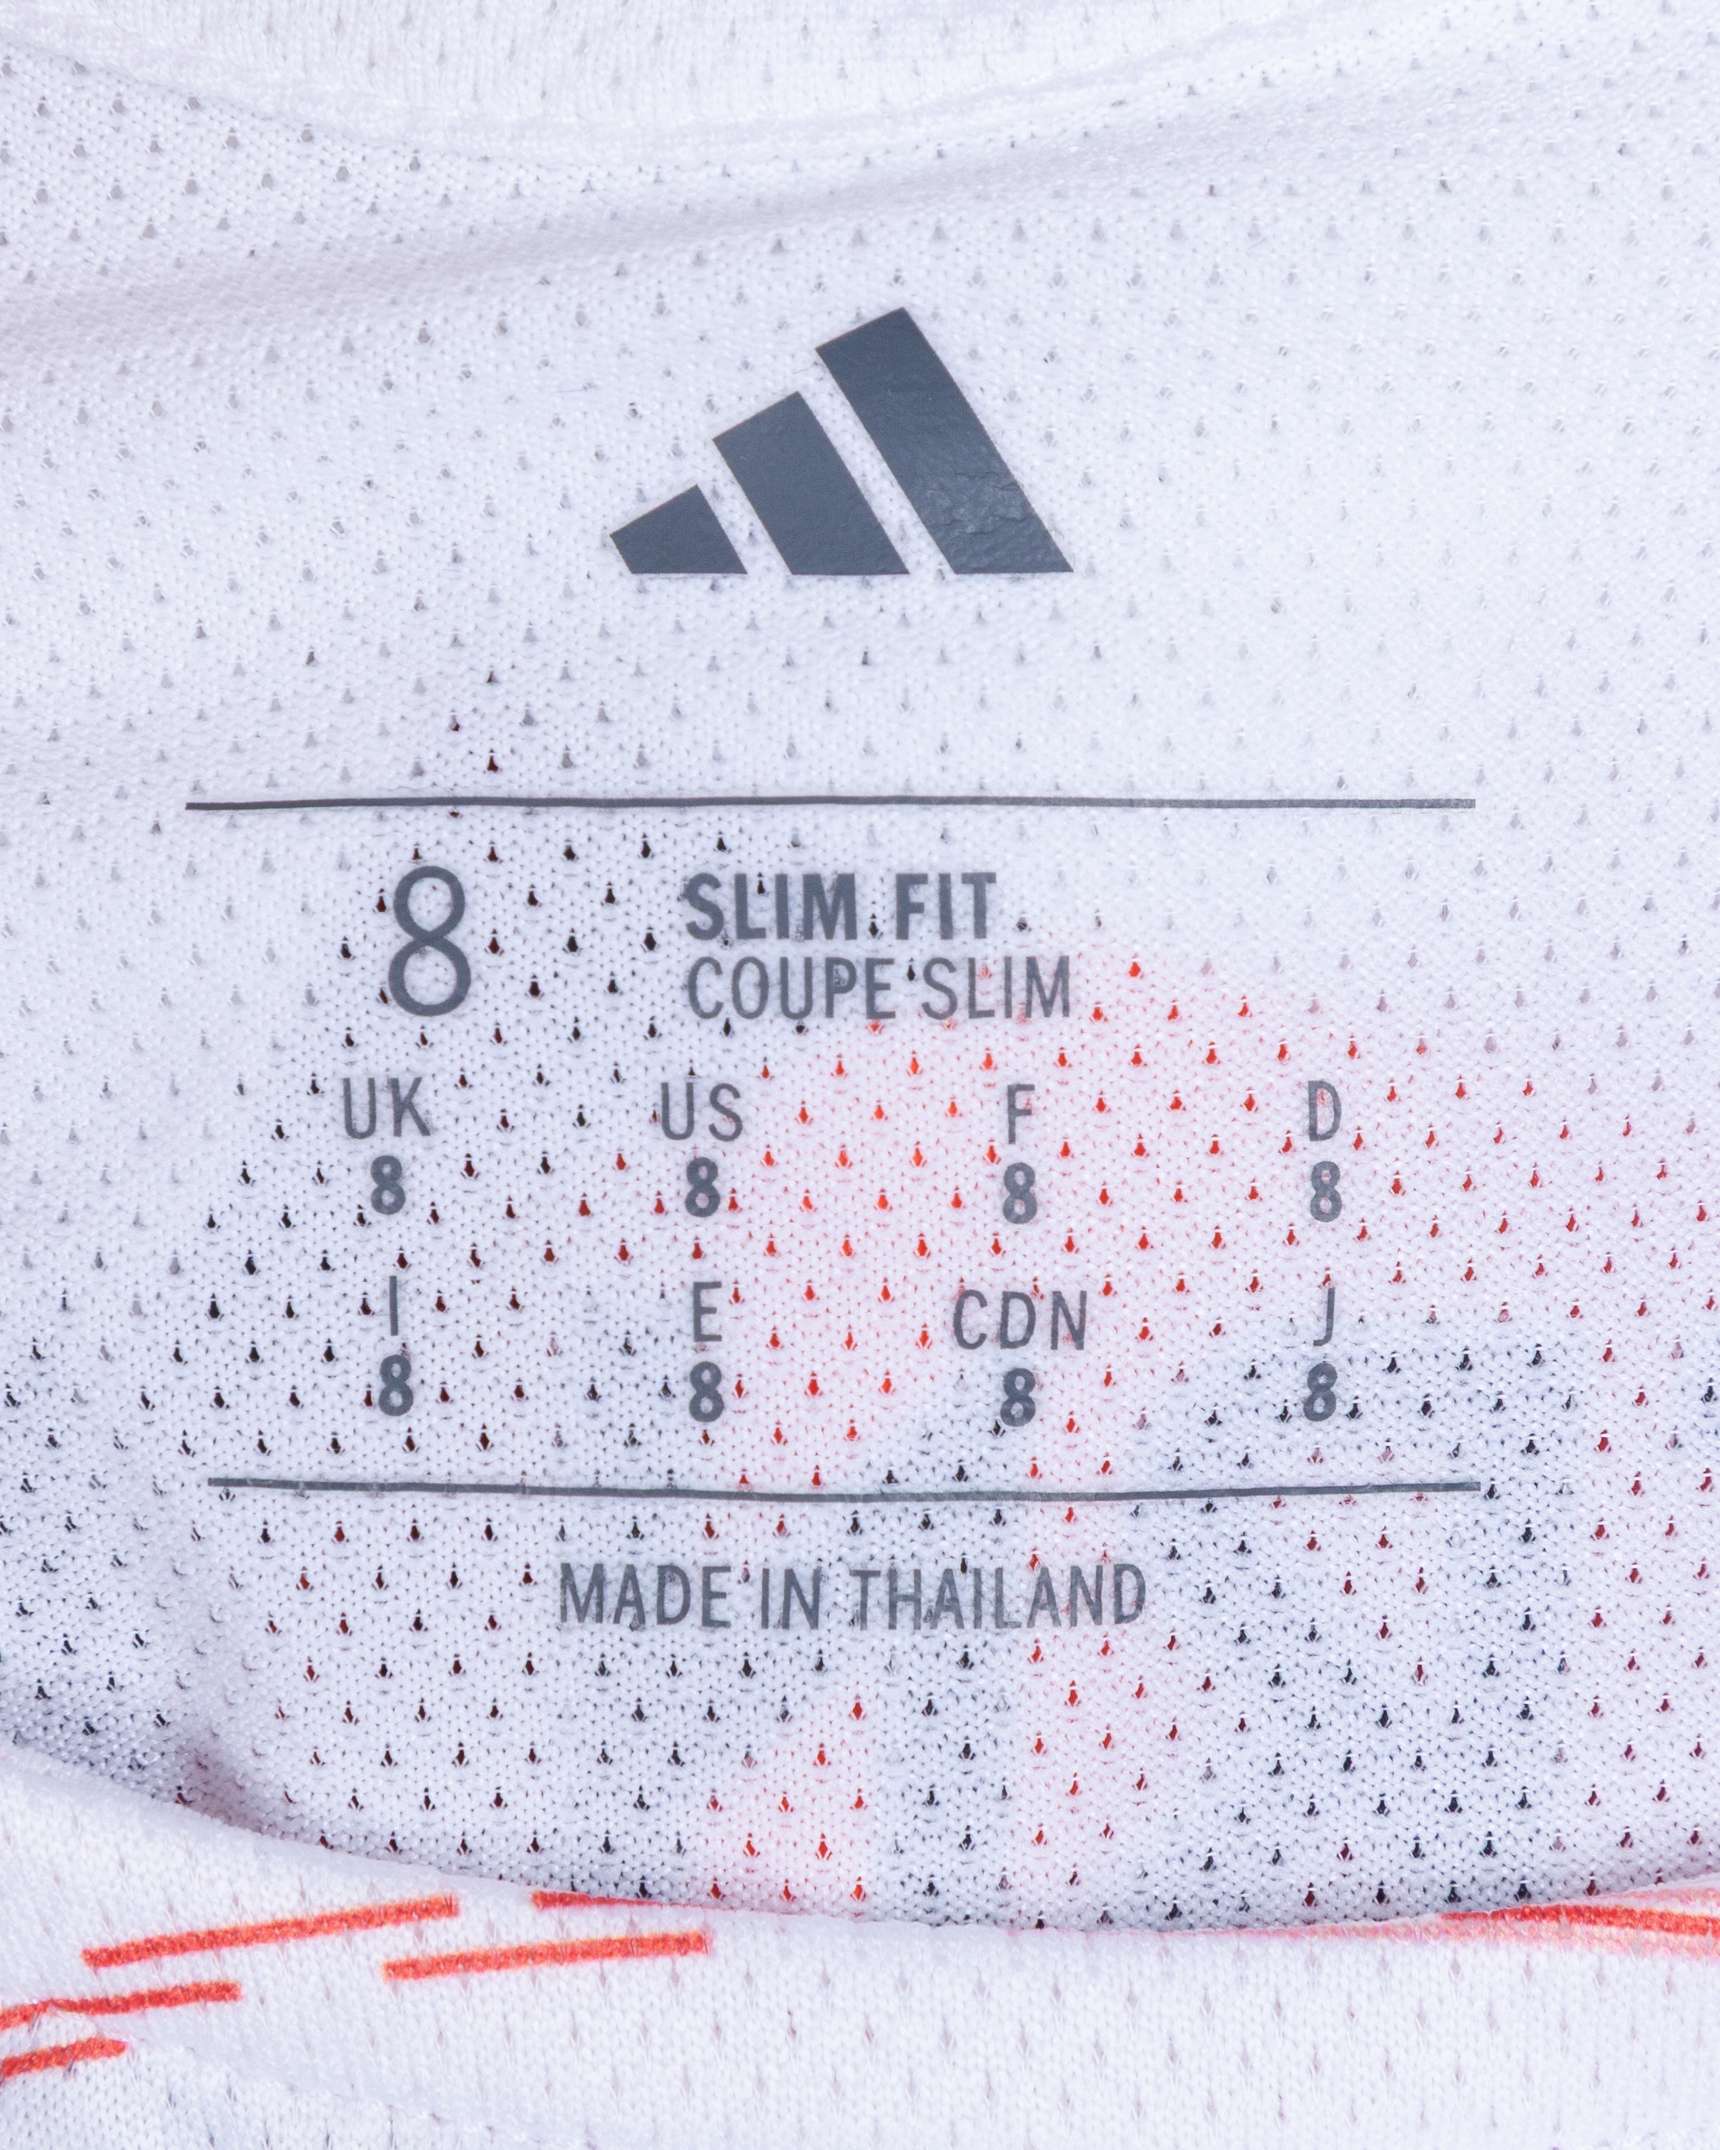 8 SLIM FIT
COUPE SLIM
UK US F D
8 8 8 8
I E CDN J
8 8 8 8
MADE IN THAILAND